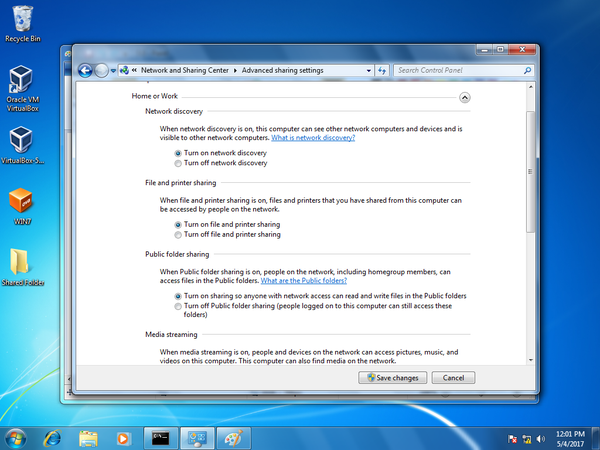 Recycle Bin
Oracle VM
VirtualBox
VirtualBox-5...
WIN7
Shared Folder
« Network and Sharing Center ▸ Advanced sharing settings
Search Control Panel
Home or Work
Network discovery
When network discovery is on, this computer can see other network computers and devices and is
visible to other network computers. What is network discovery?
Turn on network discovery
Turn off network discovery
File and printer sharing
When file and printer sharing is on, files and printers that you have shared from this computer can
be accessed by people on the network.
Turn on file and printer sharing
Turn off file and printer sharing
Public folder sharing
When Public folder sharing is on, people on the network, including homegroup members, can
access files in the Public folders. What are the Public folders?
Turn on sharing so anyone with network access can read and write files in the Public folders
Turn off Public folder sharing (people logged on to this computer can still access these
folders)
Media streaming
When media streaming is on, people and devices on the network can access pictures, music, and
videos on this computer. This computer can also find media on the network.
Save changes
Cancel
12:01 PM
5/4/2017